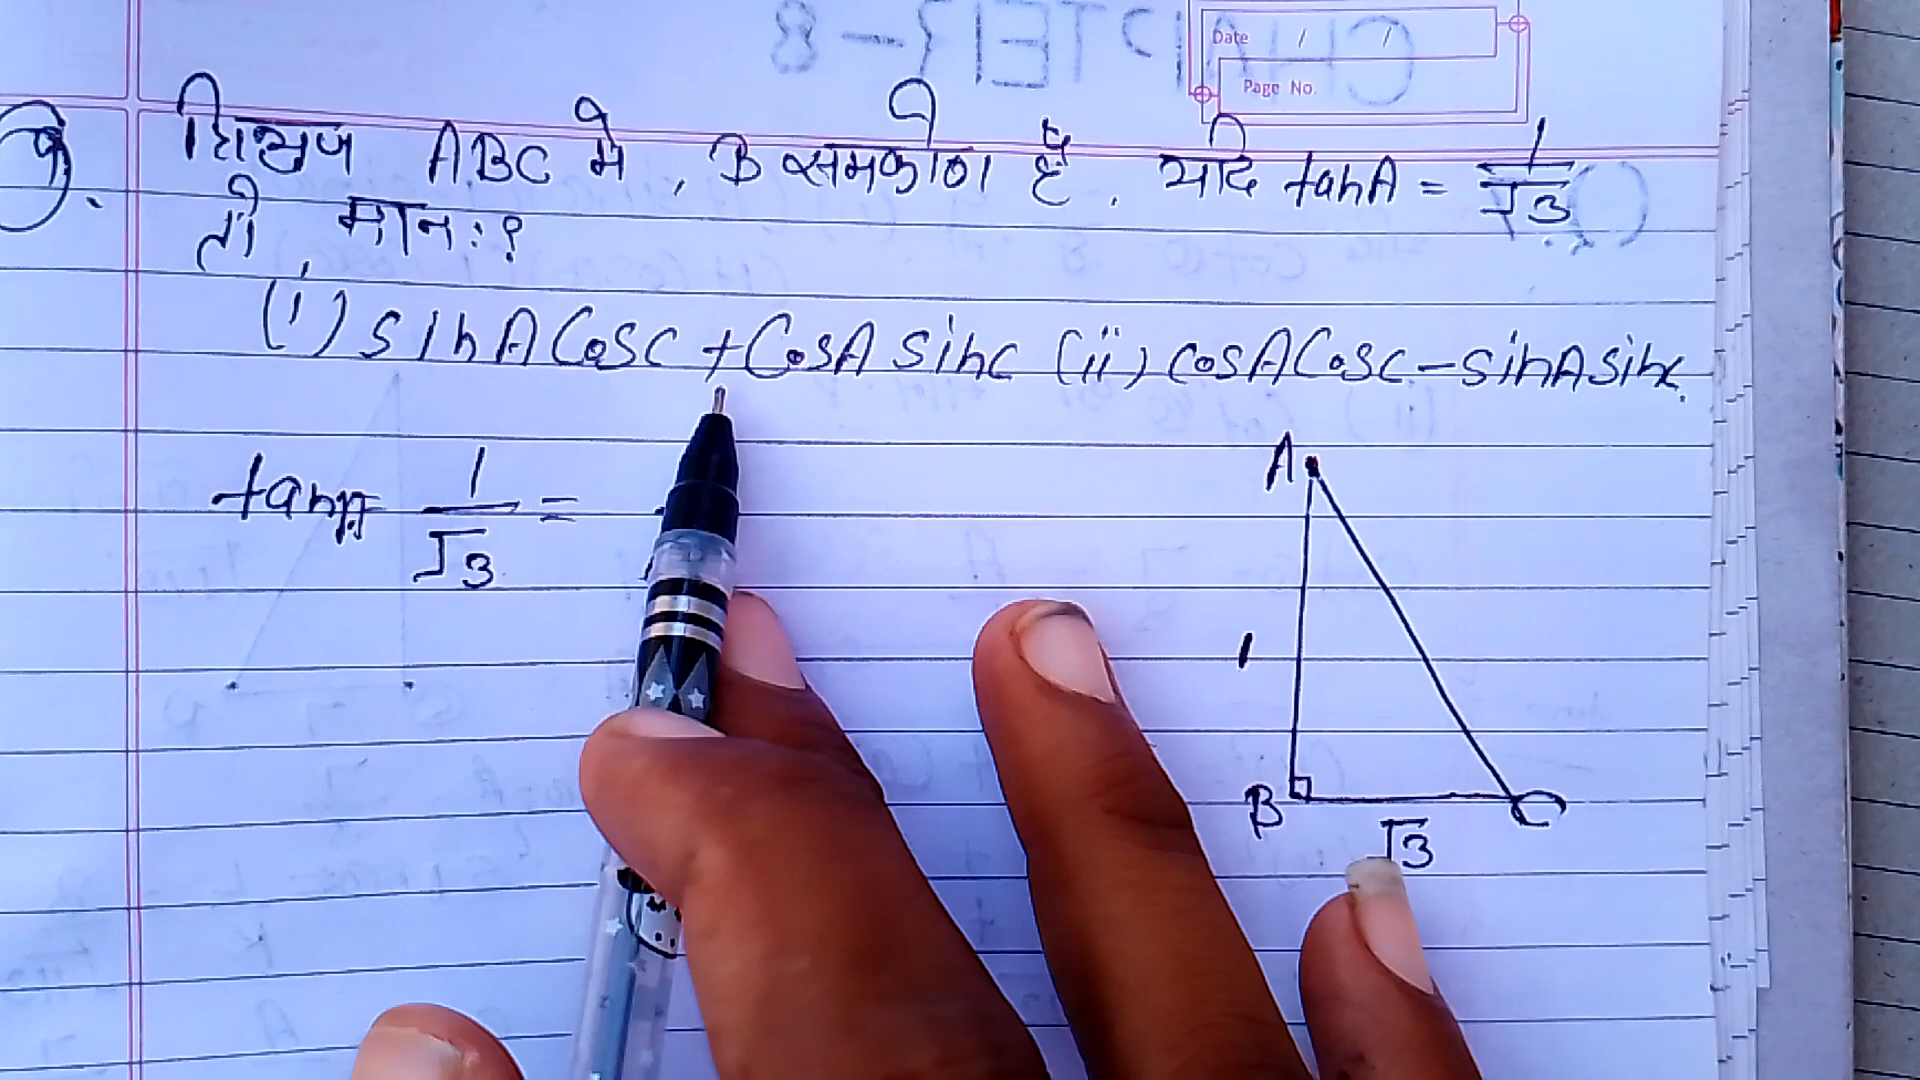 Date / /
Page No.
9. त्रिभुज ABC मे, B समकोण है. यदि tanA = 1/√3
तो, मान:?
(i) sinA CosC + CosA sinC (ii) cosA CosC - sinA sinC.
tanA = 1/√3 =
A
1
B C
√3